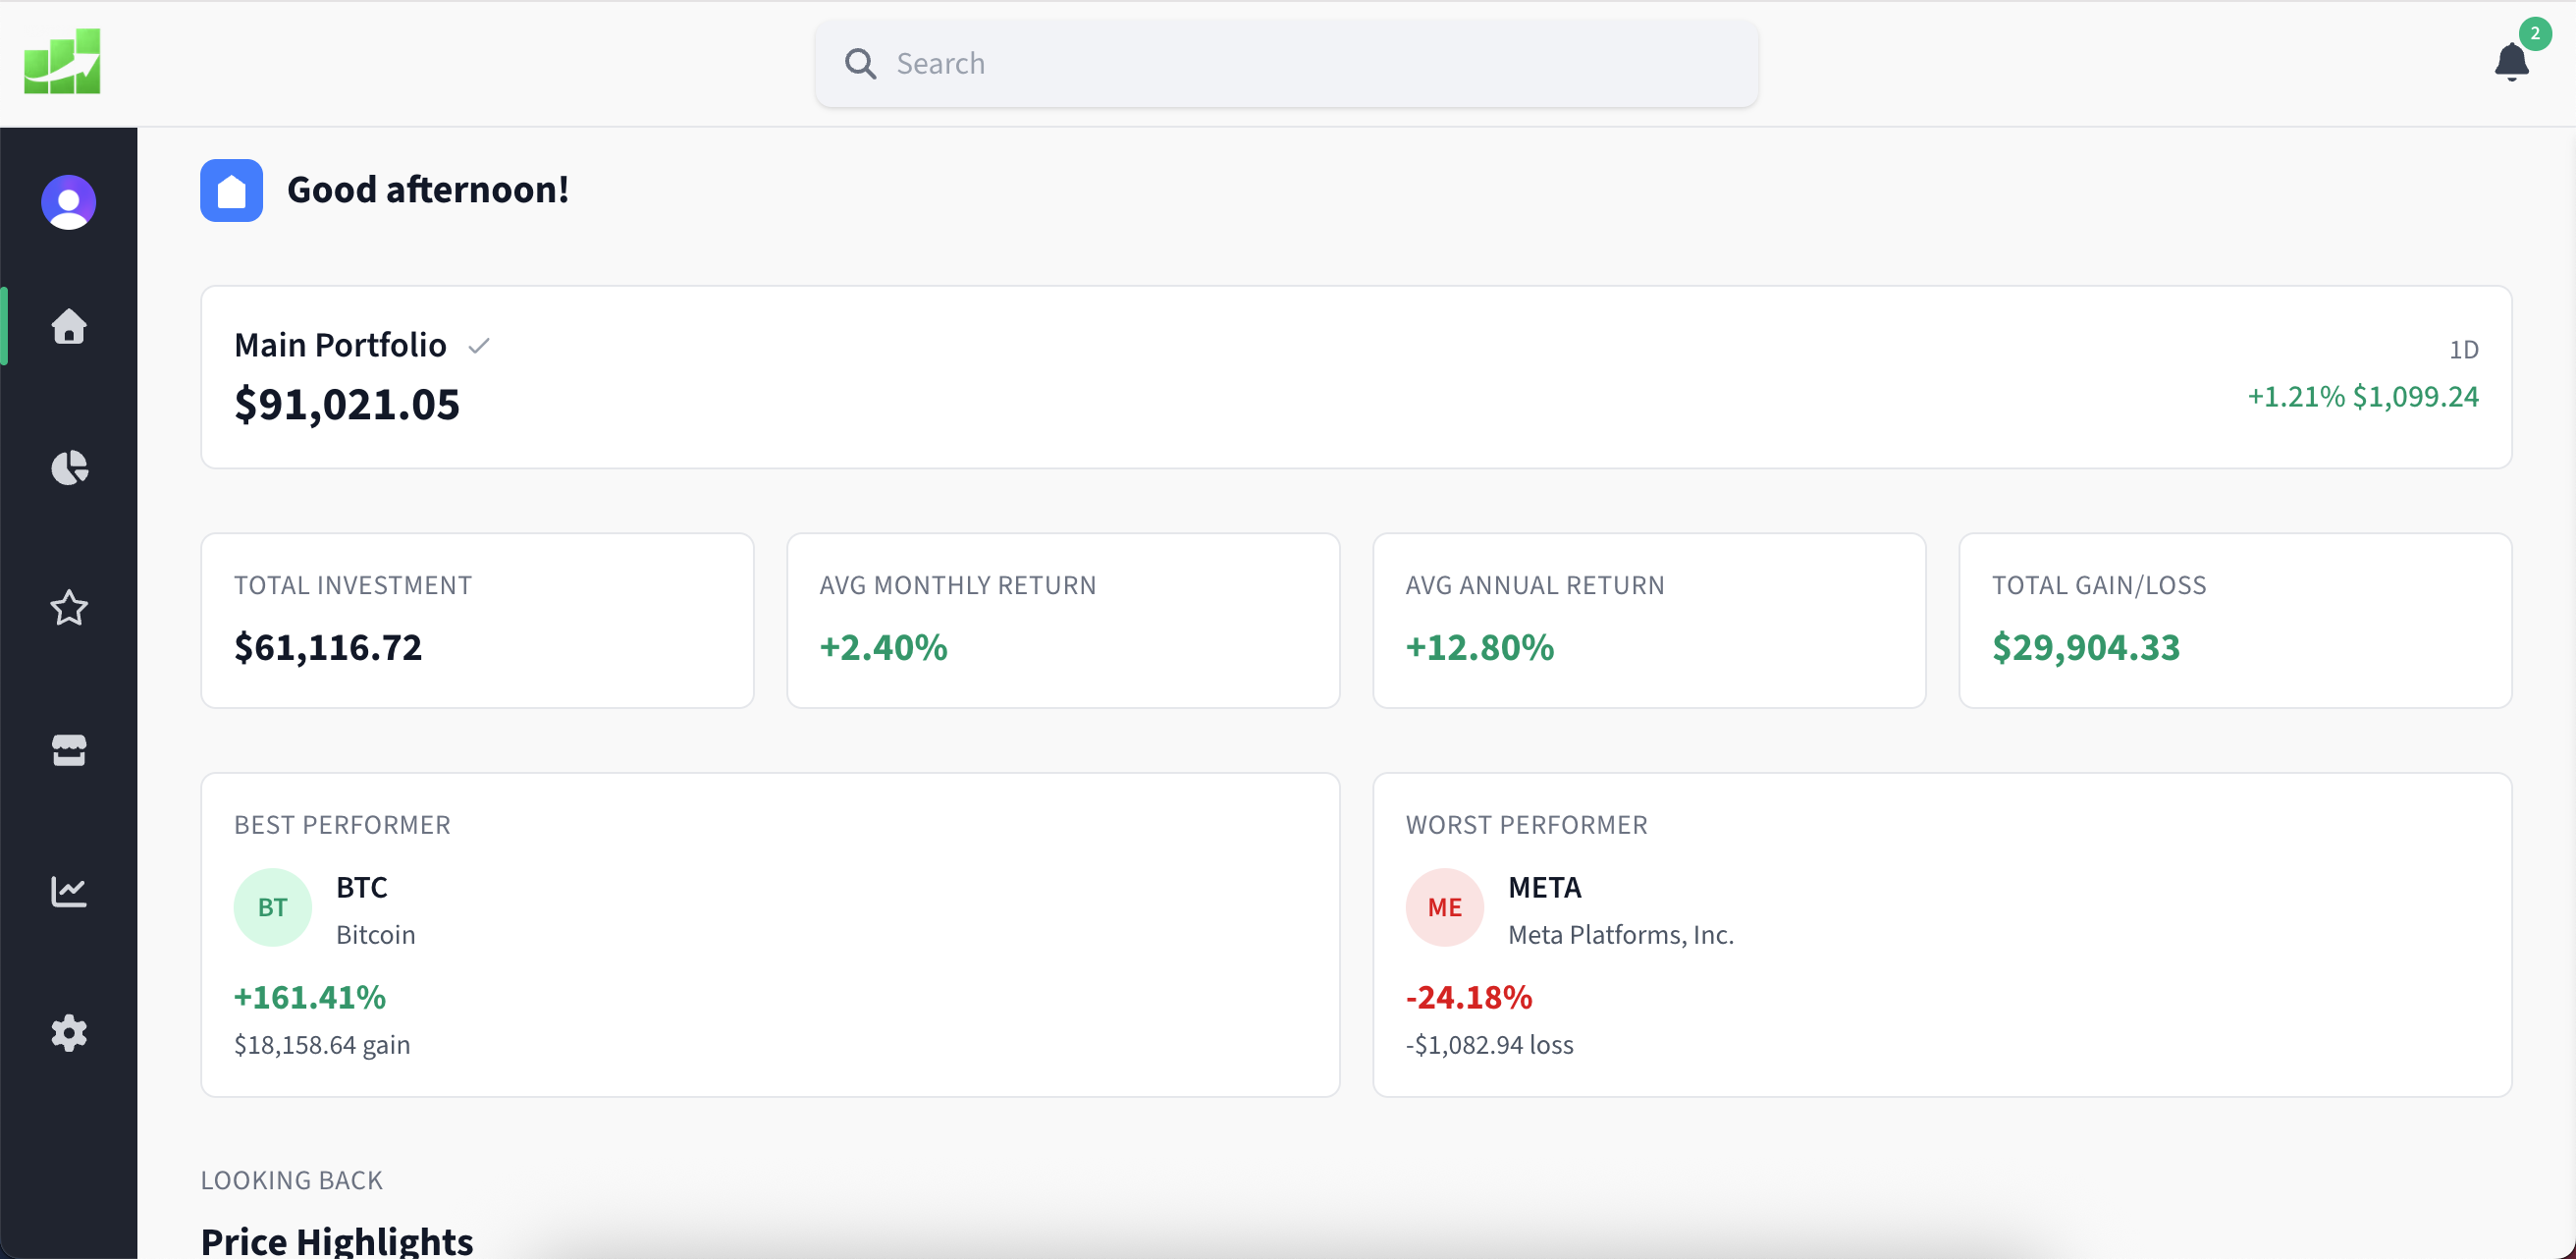 Search
2
Good afternoon!
Main Portfolio
$91,021.05
1D
+1.21% $1,099.24
TOTAL INVESTMENT
$61,116.72
AVG MONTHLY RETURN
+2.40%
AVG ANNUAL RETURN
+12.80%
TOTAL GAIN/LOSS
$29,904.33
BEST PERFORMER
BT
BTC
Bitcoin
+161.41%
$18,158.64 gain
WORST PERFORMER
ME
META
Meta Platforms, Inc.
-24.18%
-$1,082.94 loss
LOOKING BACK
Price Highlights